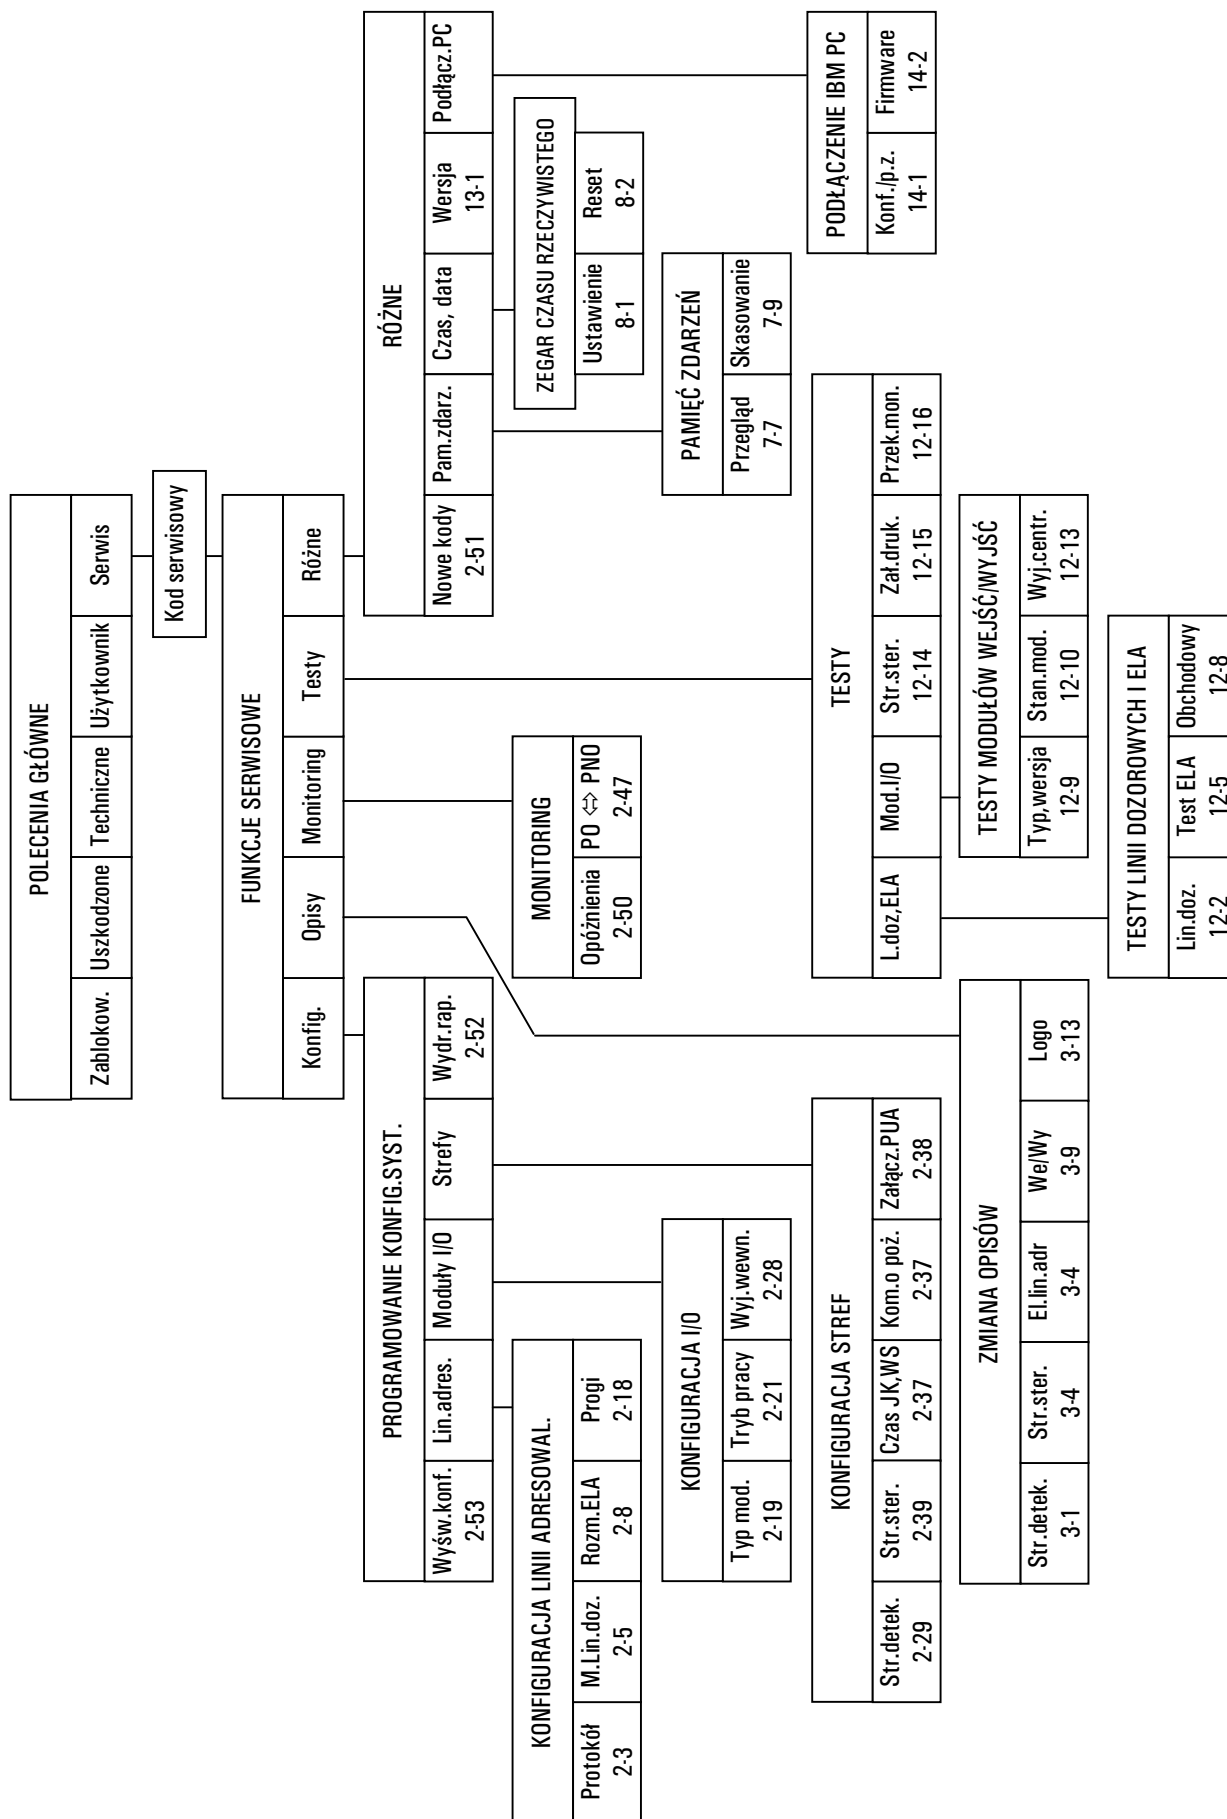 POLECENIA GŁÓWNE
Zablokow. Uszkodzone Techniczne Użytkownik Serwis
Kod serwisowy
FUNKCJE SERWISOWE
Konfig. Opisy Monitoring Testy Różne
PROGRAMOWANIE KONFIG.SYST.
Wyśw.konf. Lin.adres. Moduły I/O Strefy Wydr.rap.
2-53 2-52
RÓŻNE
Nowe kody Pam.zdarz. Czas, data Wersja Podłącz.PC
2-51 13-1
KONFIGURACJA LINII ADRESOWAL.
Protokół M.Lin.doz. Rozm.ELA Progi
2-3 2-5 2-8 2-18
MONITORING
Opóźnienia PO ⇔ PNO
2-50 2-47
ZEGAR CZASU RZECZYWISTEGO
Ustawienie Reset
8-1 8-2
KONFIGURACJA I/O
Typ mod. Tryb pracy Wyj.wewn.
2-19 2-21 2-28
PAMIĘĆ ZDARZEŃ
Przegląd Skasowanie
7-7 7-9
KONFIGURACJA STREF
Str.detek. Str.ster. Czas JK,WS Kom.o poż. Załącz.PUA
2-29 2-39 2-37 2-37 2-38
TESTY
L.doz,ELA Mod.I/O Str.ster. Zał.druk. Przek.mon.
12-14 12-15 12-16
PODŁĄCZENIE IBM PC
Konf./p.z. Firmware
14-1 14-2
ZMIANA OPISÓW
Str.detek. Str.ster. El.lin.adr We/Wy Logo
3-1 3-4 3-4 3-9 3-13
TESTY MODUŁÓW WEJŚĆ/WYJŚĆ
Typ,wersja Stan.mod. Wyj.centr.
12-9 12-10 12-13
TESTY LINII DOZOROWYCH I ELA
Lin.doz. Test ELA Obchodowy
12-2 12-5 12-8